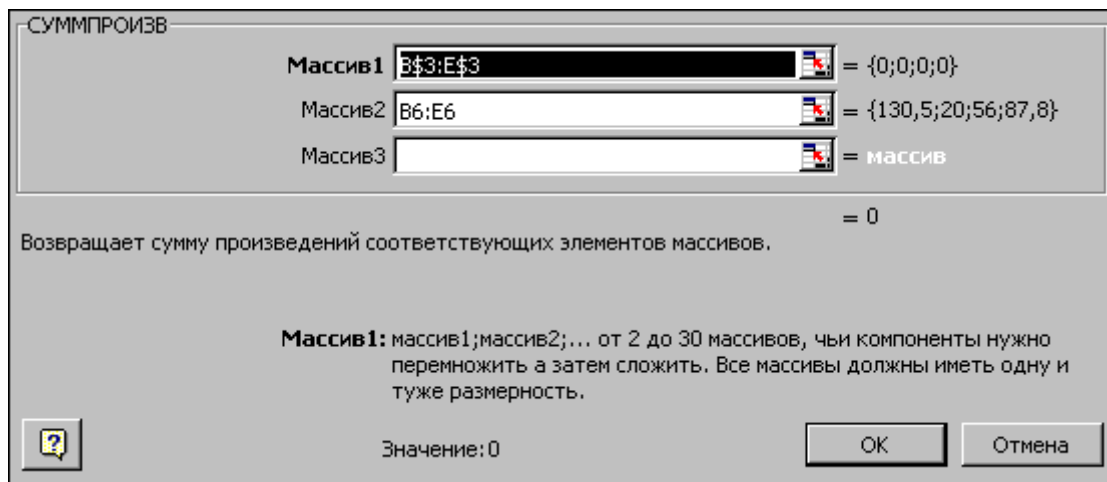 СУММПРОИЗВ
Массив1 B$3:E$3 = {0;0;0;0}
Массив2 B6:E6 = {130,5;20;56;87,8}
Массив3 = массив
= 0
Возвращает сумму произведений соответствующих элементов массивов.
Массив1: массив1;массив2;... от 2 до 30 массивов, чьи компоненты нужно
перемножить а затем сложить. Все массивы должны иметь одну и
туже размерность.
? Значение:0 OK Отмена